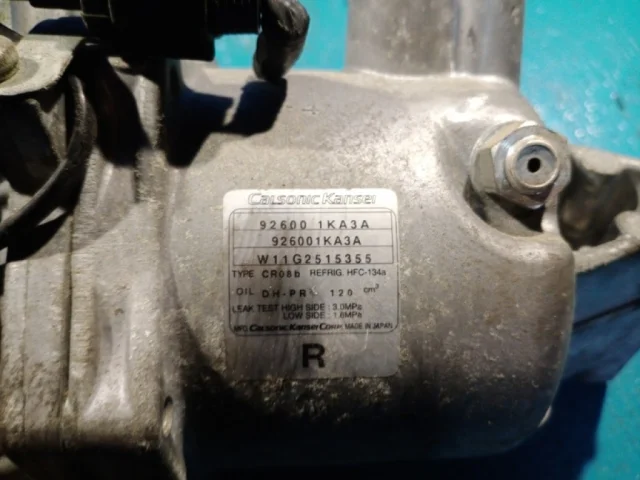 Calsonic Kansei
92600 1KA3A
926001KA3A
W11G2515355
TYPE CR08b REFRIG. HFC-134a
OIL DH-PR 120 cm³
LEAK TEST HIGH SIDE : 3.0MPa
LOW SIDE : 1.6MPa
MFG Calsonic Kansei Corp. MADE IN JAPAN
R